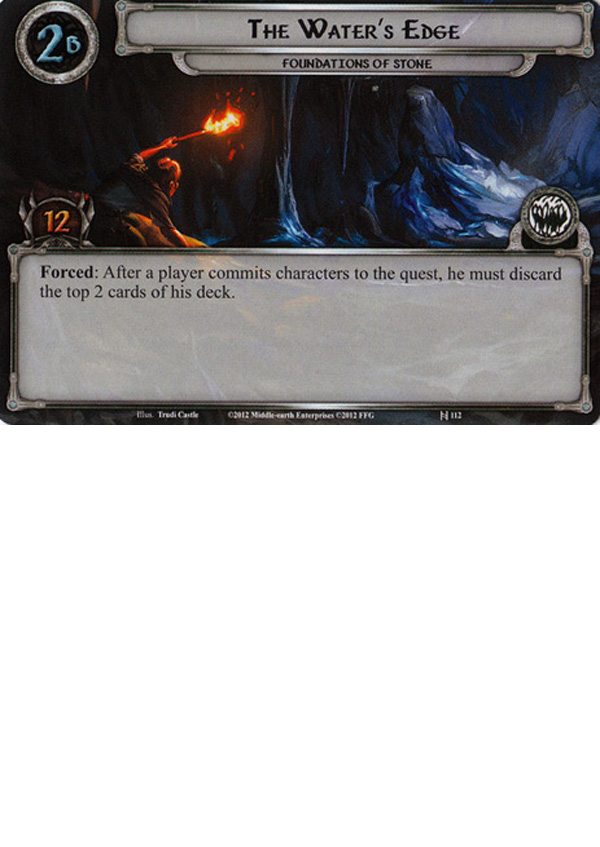 2B
THE WATER'S EDGE
FOUNDATIONS OF STONE
12
Forced: After a player commits characters to the quest, he must discard
the top 2 cards of his deck.
Illus. Trudi Castle ©2012 Middle-earth Enterprises ©2012 FFG 112